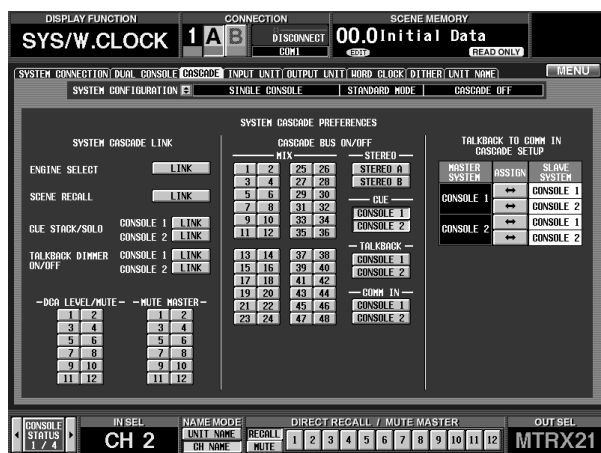 DISPLAY FUNCTION CONNECTION SCENE MEMORY
SYS/W.CLOCK 1 A B DISCONNECT 00.0 Initial Data
COM1 EDIT READ ONLY
SYSTEM CONNECTION DUAL CONSOLE CASCADE INPUT UNIT OUTPUT UNIT WORD CLOCK DITHER UNIT NAME MENU
SYSTEM CONFIGURATION SINGLE CONSOLE STANDARD MODE CASCADE OFF
SYSTEM CASCADE PREFERENCES
SYSTEM CASCADE LINK
ENGINE SELECT LINK
SCENE RECALL LINK
CUE STACK/SOLO CONSOLE 1 LINK
CONSOLE 2 LINK
TALKBACK DIMMER ON/OFF CONSOLE 1 LINK
CONSOLE 2 LINK
DCA LEVEL/MUTE MUTE MASTER
1 2 1 2
3 4 3 4
5 6 5 6
7 8 7 8
9 10 9 10
11 12 11 12
CASCADE BUS ON/OFF
MIX
1 2 25 26
3 4 27 28
5 6 29 30
7 8 31 32
9 10 33 34
11 12 35 36
13 14 37 38
15 16 39 40
17 18 41 42
19 20 43 44
21 22 45 46
23 24 47 48
STEREO
STEREO A
STEREO B
CUE
CONSOLE 1
CONSOLE 2
TALKBACK
CONSOLE 1
CONSOLE 2
COMM IN
CONSOLE 1
CONSOLE 2
TALKBACK TO COMM IN
CASCADE SETUP
MASTER SYSTEM ASSIGN SLAVE SYSTEM
CONSOLE 1 ↔ CONSOLE 1
↔ CONSOLE 2
CONSOLE 2 ↔ CONSOLE 1
↔ CONSOLE 2
CONSOLE STATUS 1 / 4
IN SEL
CH 2
NAME MODE
UNIT NAME
CH NAME
DIRECT RECALL / MUTE MASTER
RECALL
MUTE
1 2 3 4 5 6 7 8 9 10 11 12
OUT SEL
MTRX21